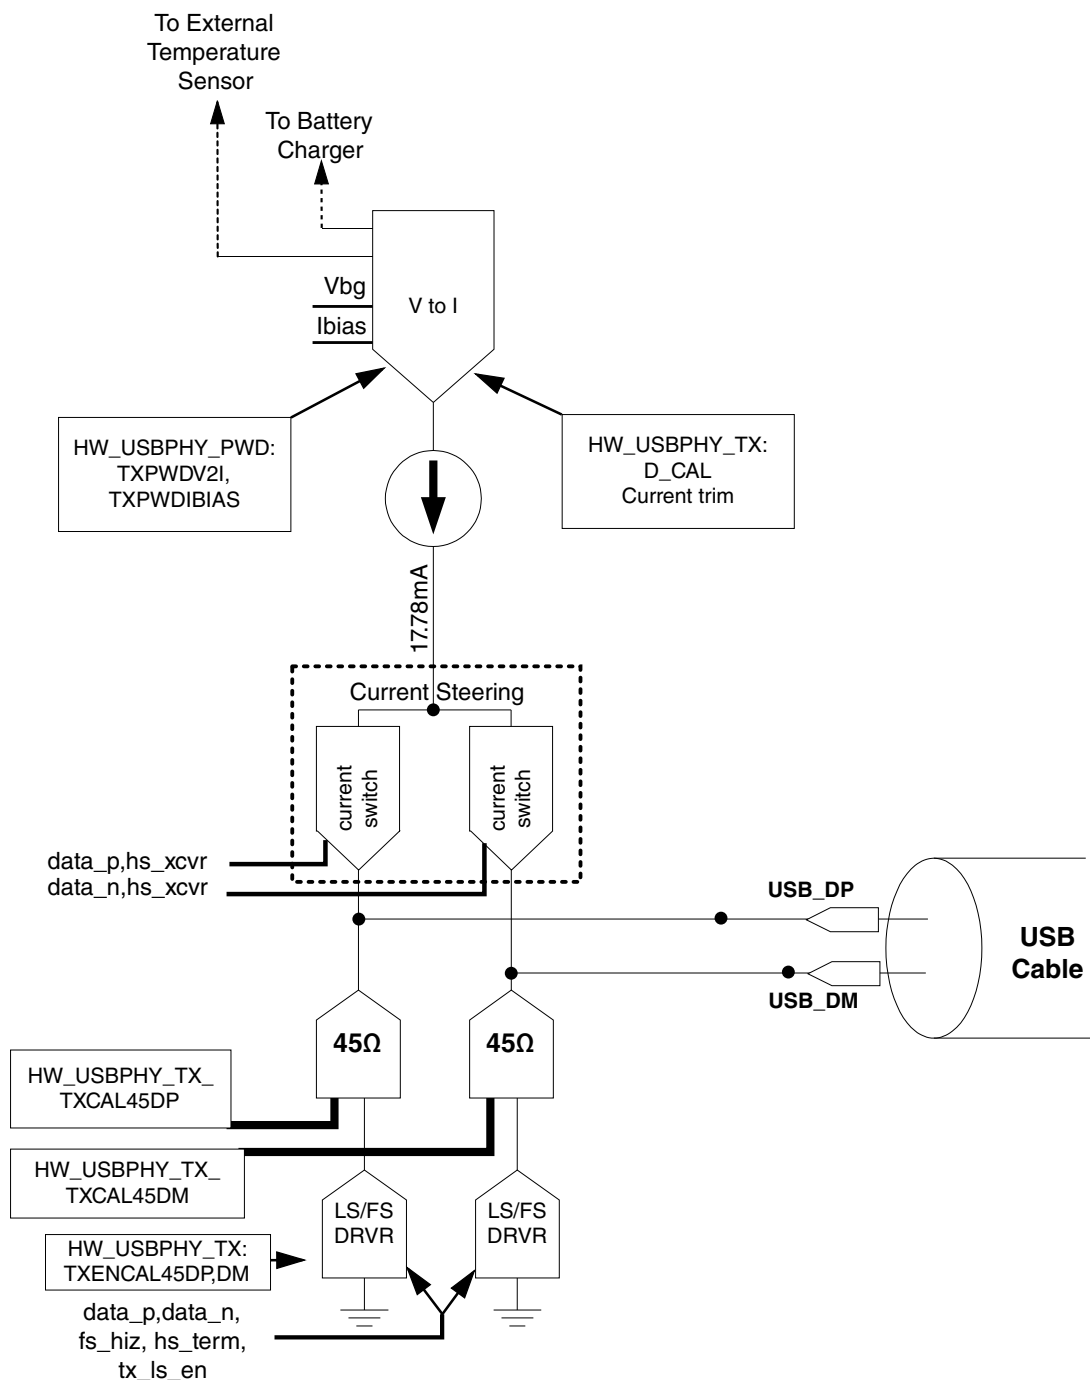 To External
Temperature
Sensor
To Battery
Charger
Vbg
Ibias
V to I
HW_USBPHY_PWD:
TXPWDV2I,
TXPWDIBIAS
HW_USBPHY_TX:
D_CAL
Current trim
17.78mA
Current Steering
current
switch
current
switch
data_p,hs_xcvr
data_n,hs_xcvr
USB_DP
USB_DM
USB
Cable
45Ω
45Ω
HW_USBPHY_TX_
TXCAL45DP
HW_USBPHY_TX_
TXCAL45DM
LS/FS
DRVR
LS/FS
DRVR
HW_USBPHY_TX:
TXENCAL45DP,DM
data_p,data_n,
fs_hiz, hs_term,
tx_ls_en